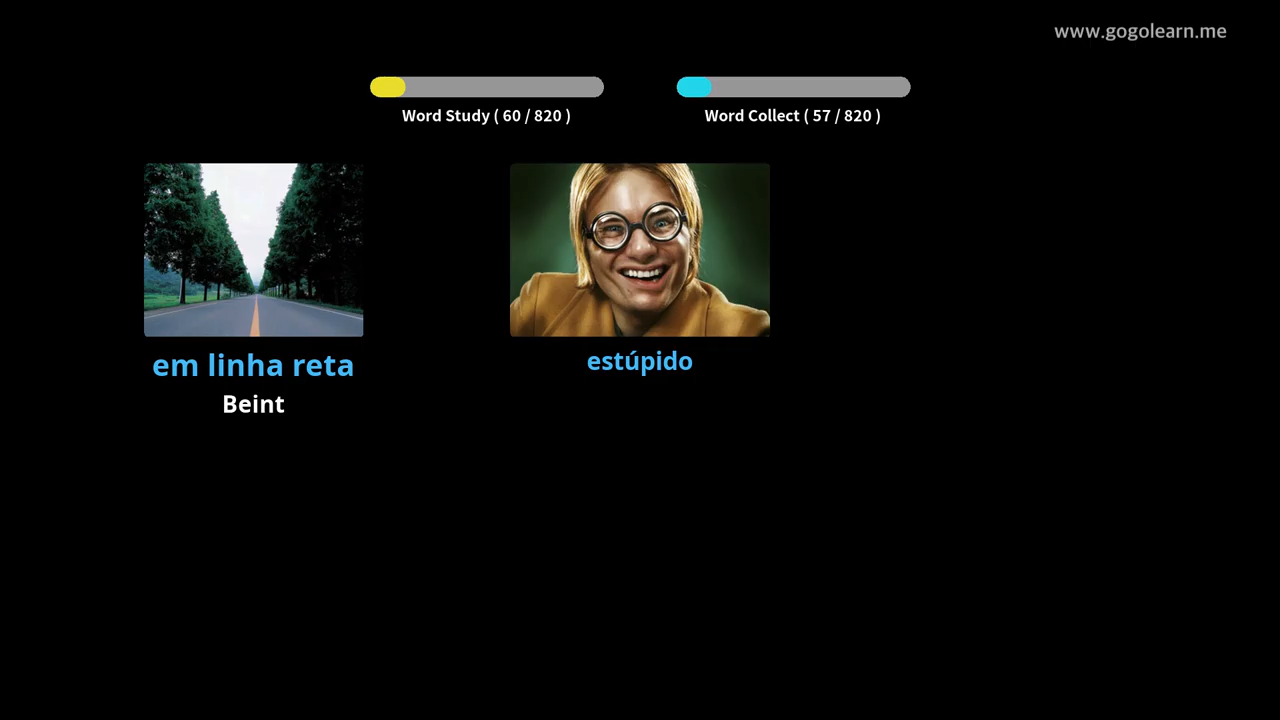 www.gogolearn.me
Word Study ( 60 / 820 )
Word Collect ( 57 / 820 )
em linha reta
Beint
estúpido